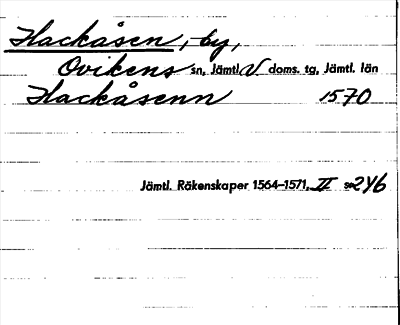 Hackåsen, by,
Ovikens sn, Jämtl. V. doms. tg, Jämtl. län
Hackåsenn 1570
Jämtl. Räkenskaper 1564–1571, II s. 246